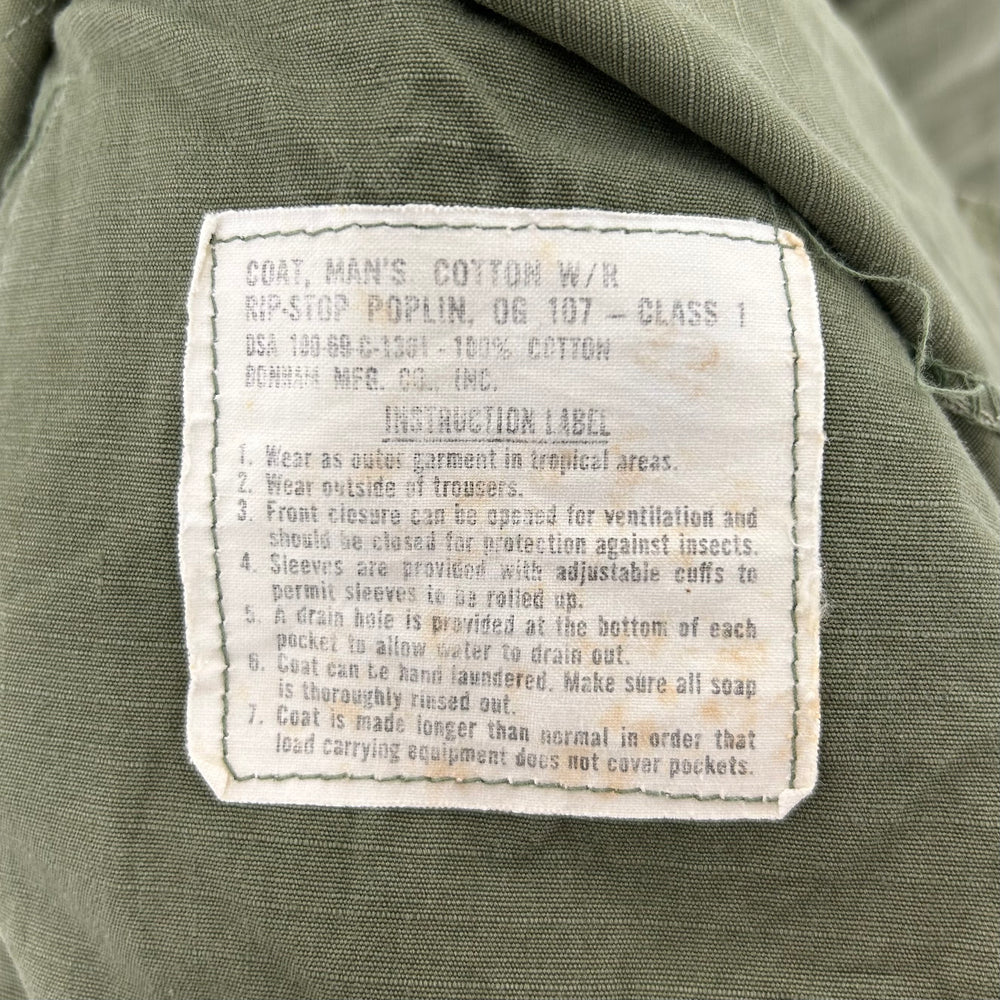 COAT, MAN'S COTTON W/R
RIP-STOP POPLIN, OG 107 - CLASS 1
DSA 100-69-C-1361 - 100% COTTON
DONHAM MFG. CO., INC.
INSTRUCTION LABEL
1. Wear as outer garment in tropical areas.
2. Wear outside of trousers.
3. Front closure can be opened for ventilation and
should be closed for protection against insects.
4. Sleeves are provided with adjustable cuffs to
permit sleeves to be rolled up.
5. A drain hole is provided at the bottom of each
pocket to allow water to drain out.
6. Coat can be hand laundered. Make sure all soap
is thoroughly rinsed out.
7. Coat is made longer than normal in order that
load carrying equipment does not cover pockets.